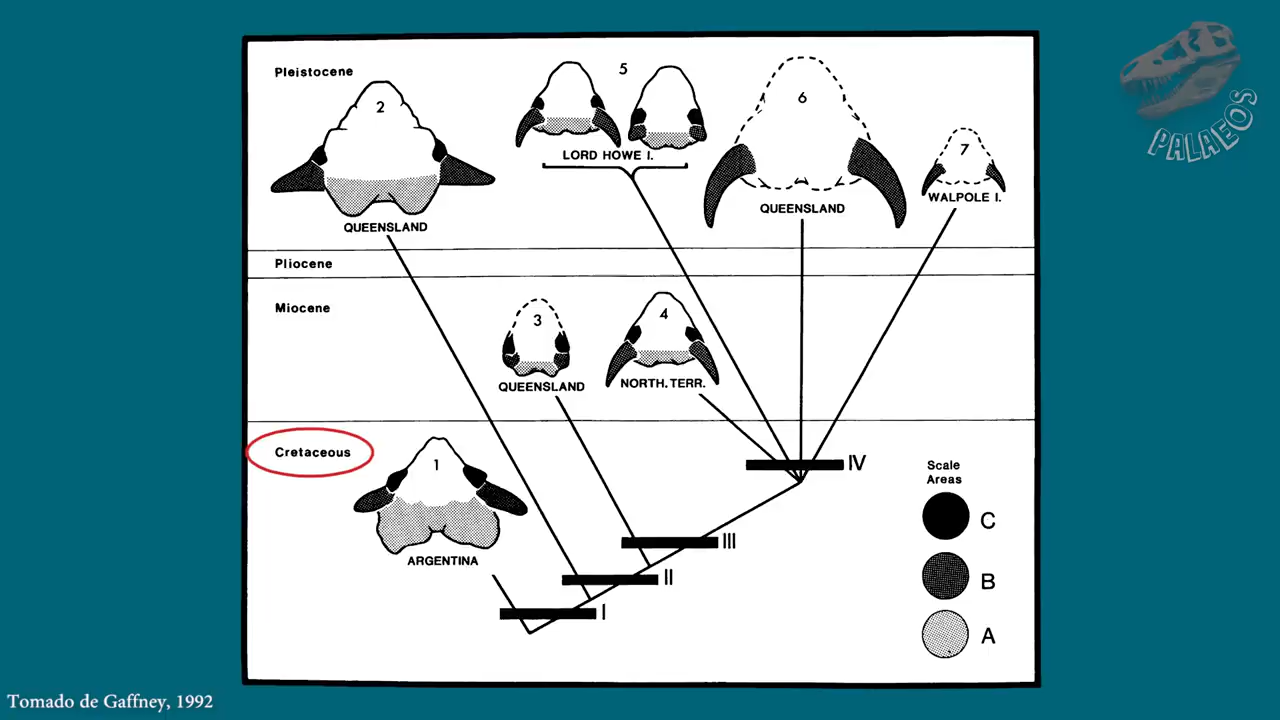 Pleistocene
2
QUEENSLAND
5
LORD HOWE I.
6
QUEENSLAND
7
WALPOLE I.
PALAEOS
Pliocene
Miocene
3
QUEENSLAND
4
NORTH. TERR.
Cretaceous
1
ARGENTINA
IV
III
II
I
Scale
Areas
C
B
A
Tomado de Gaffney, 1992